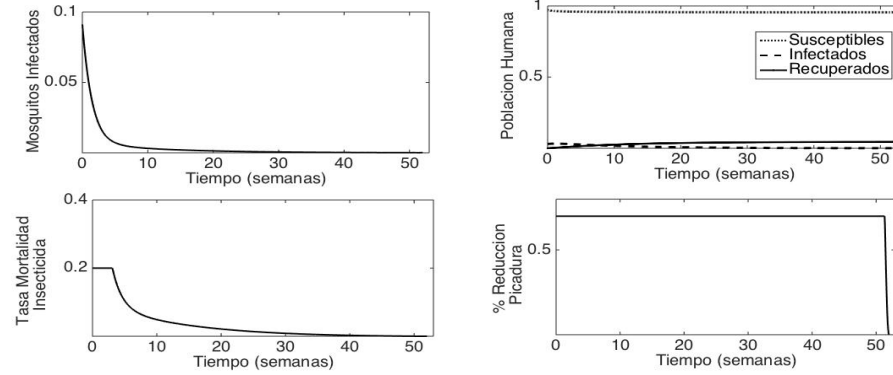 0.1
0.05
0
Mosquitos Infectados
0 10 20 30 40 50
Tiempo (semanas)
1
0.5
0
Poblacion Humana
Susceptibles
Infectados
Recuperados
0 10 20 30 40 50
Tiempo (semanas)
0.4
0.2
0
Tasa Mortalidad
Insecticida
0 10 20 30 40 50
Tiempo (semanas)
0.5
% Reduccion
Picadura
0 10 20 30 40 50
Tiempo (semanas)